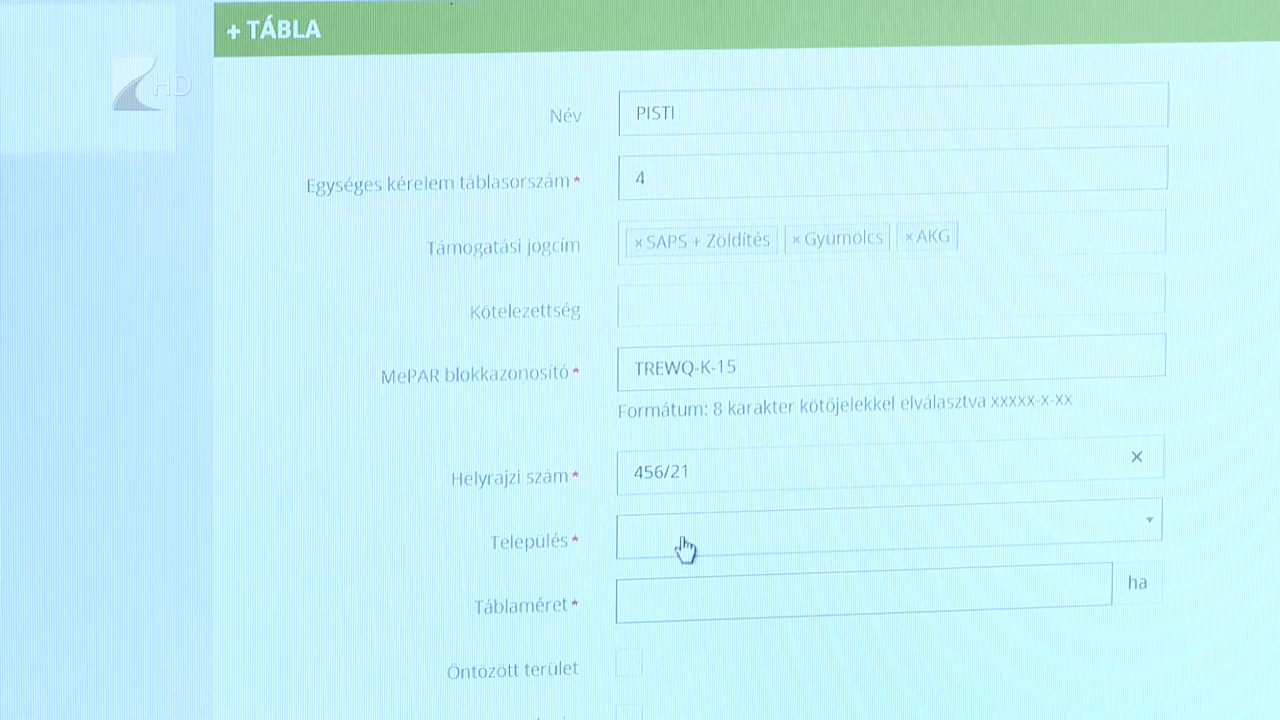 + TÁBLA
HD
Név PISTI
Egységes kérelem táblasorszám * 4
Támogatási jogcím × SAPS + Zöldítés × Gyümölcs × AKG
Kötelezettség
MePAR blokkazonosító * TREWQ-K-15
Formátum: 8 karakter kötőjelekkel elválasztva xxxxx-x-xx
Helyrajzi szám * 456/21 ×
Település *
Táblaméret * ha
Öntözött terület